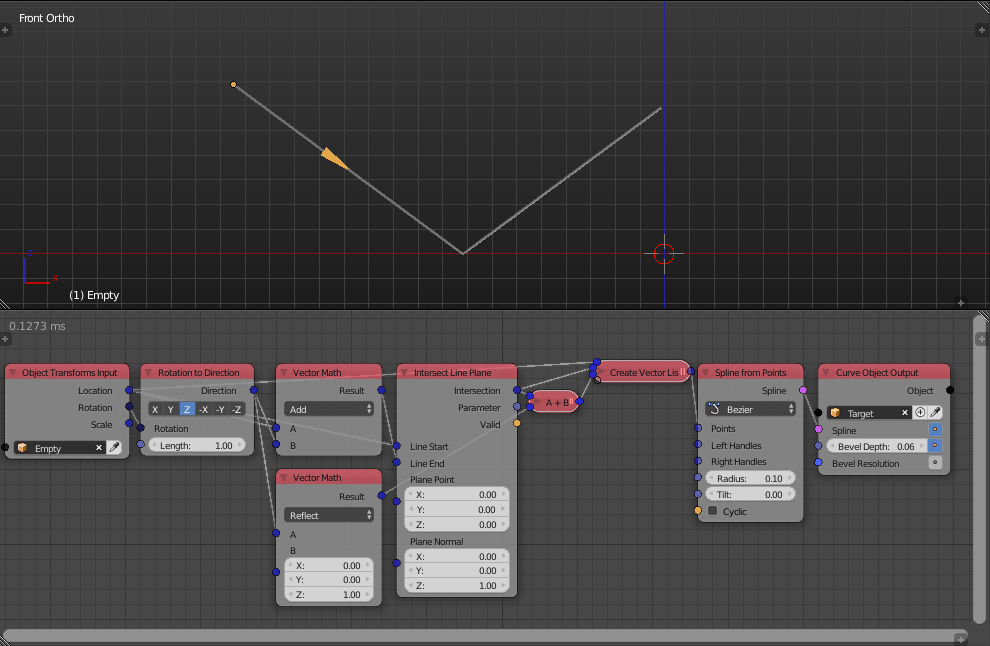 Front Ortho
z
x
(1) Empty
0.1273 ms
Object Transforms Input
Location
Rotation
Scale
Empty
Rotation to Direction
Direction
X Y Z -X -Y -Z
Rotation
Length: 1.00
Vector Math
Result
Add
A
B
Vector Math
Result
Reflect
A
B
X: 0.00
Y: 0.00
Z: 1.00
Intersect Line Plane
Intersection
Parameter
Valid
Line Start
Line End
Plane Point
X: 0.00
Y: 0.00
Z: 0.00
Plane Normal
X: 0.00
Y: 0.00
Z: 1.00
A + B
Create Vector Lis
Spline from Points
Spline
Bezier
Points
Left Handles
Right Handles
Radius: 0.10
Tilt: 0.00
Cyclic
Curve Object Output
Object
Target
Spline
Bevel Depth: 0.06
Bevel Resolution